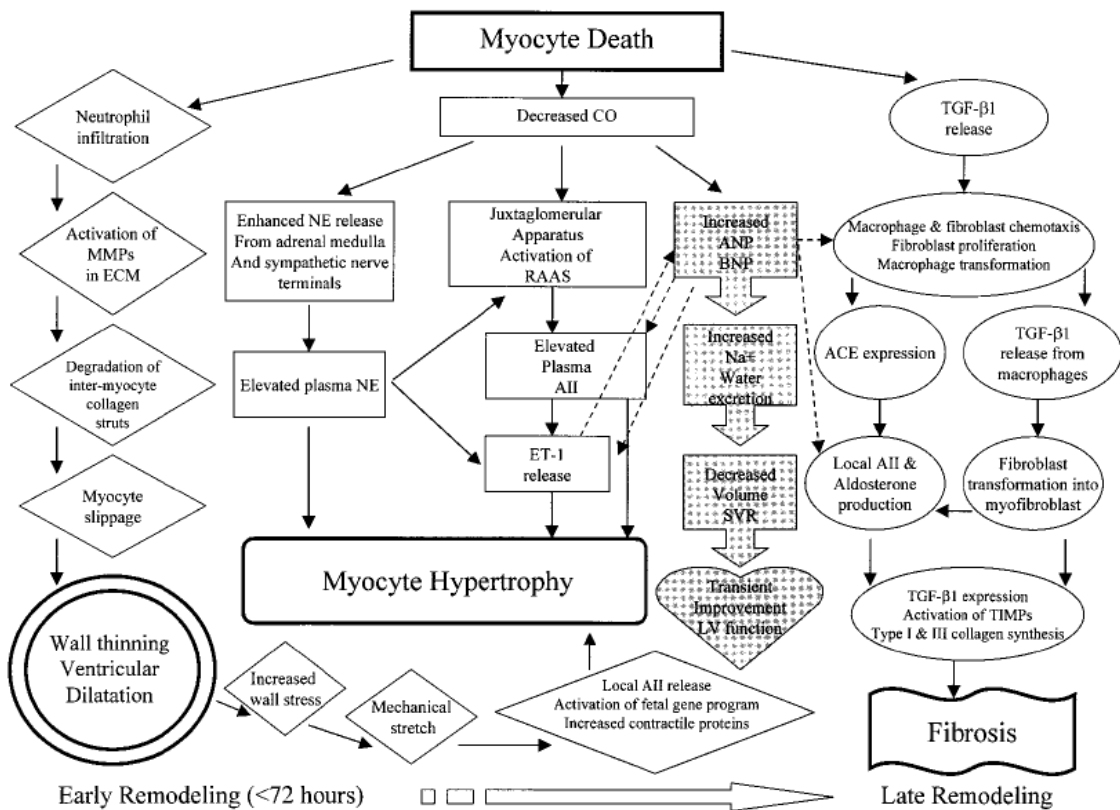 Myocyte Death
Neutrophil
infiltration
Decreased CO
TGF-β1
release
Activation of
MMPs
in ECM
Enhanced NE release
From adrenal medulla
And sympathetic nerve
terminals
Juxtaglomerular
Apparatus
Activation of
RAAS
Increased
ANP
BNP
Macrophage & fibroblast chemotaxis
Fibroblast proliferation
Macrophage transformation
Degradation of
inter-myocyte
collagen
struts
Elevated plasma NE
Elevated
Plasma
AII
Increased
Na+
Water
excretion
ACE expression
TGF-β1
release from
macrophages
Myocyte
slippage
ET-1
release
Decreased
Volume
SVR
Local AII &
Aldosterone
production
Fibroblast
transformation into
myofibroblast
Wall thinning
Ventricular
Dilatation
Myocyte Hypertrophy
Transient
Improvement
LV function
TGF-β1 expression
Activation of TIMPs
Type I & III collagen synthesis
Increased
wall stress
Mechanical
stretch
Local AII release
Activation of fetal gene program
Increased contractile proteins
Fibrosis
Early Remodeling (<72 hours)
Late Remodeling